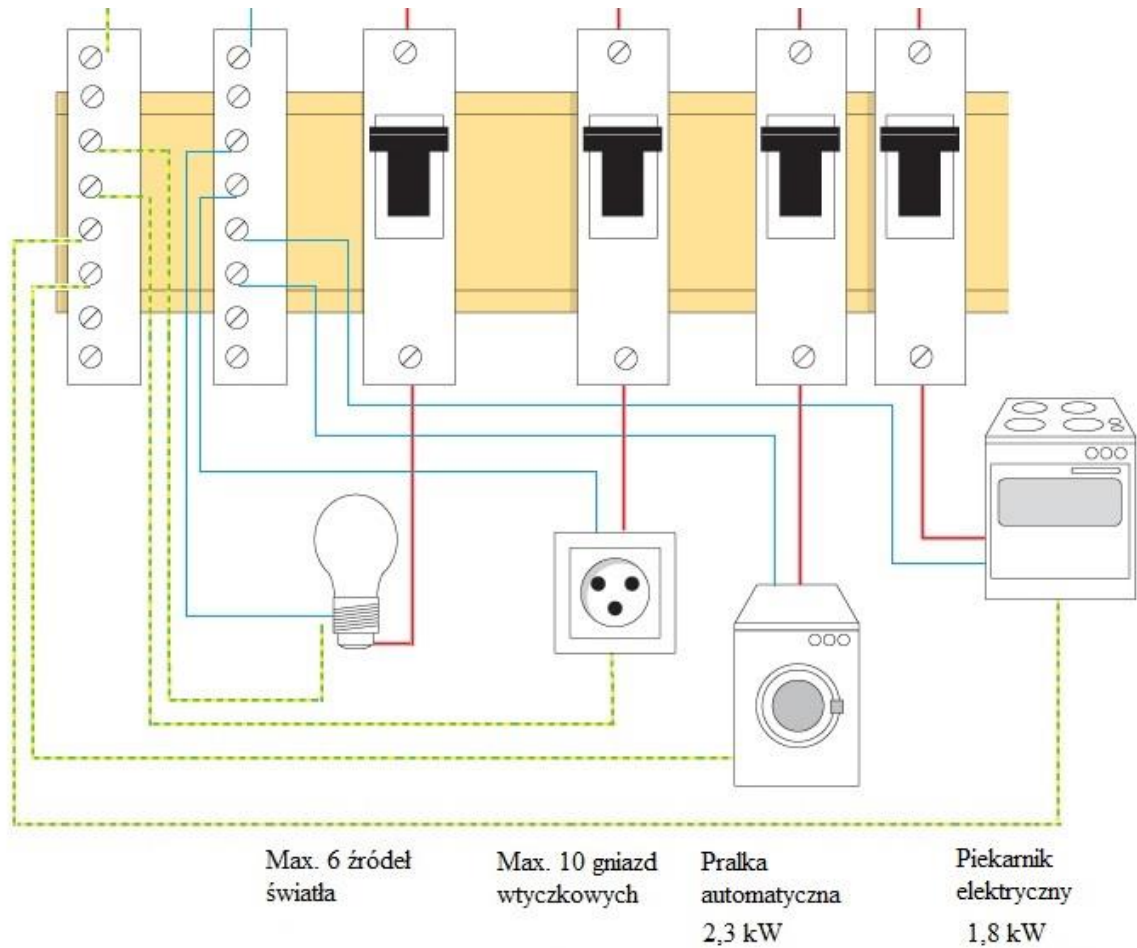 Max. 6 źródeł
światła
Max. 10 gniazd
wtyczkowych
Pralka
automatyczna
2,3 kW
Piekarnik
elektryczny
1,8 kW